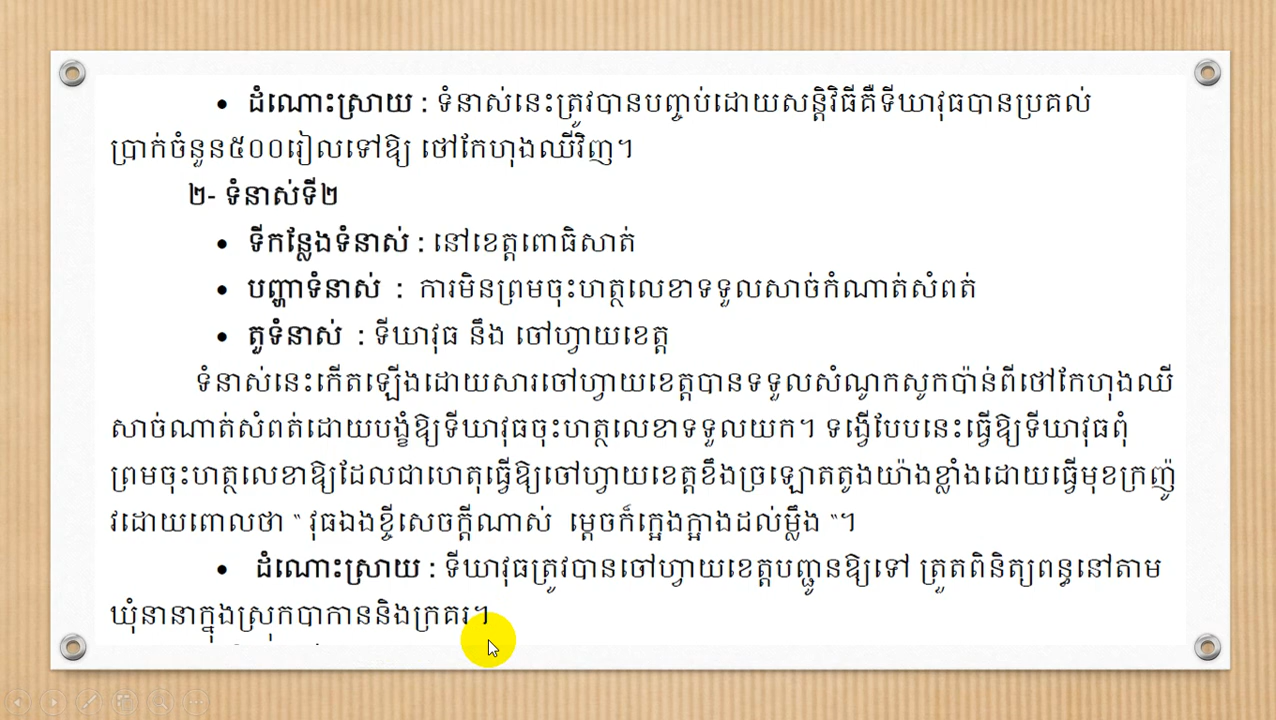 • ដំណោះស្រាយ : ទំនាស់នេះត្រូវបានបញ្ចប់ដោយសន្តិវិធីគឺទីឃាវុធបានប្រគល់
ប្រាក់ចំនួន៥០០រៀលទៅឱ្យ ថៅកែហុងឈីវិញ។
២- ទំនាស់ទី២
• ទីកន្លែងទំនាស់ : នៅខេត្តពោធិសាត់
• បញ្ហាទំនាស់ : ការមិនព្រមចុះហត្ថលេខាទទួលសាច់កំណាត់សំពត់
• តួទំនាស់ : ទីឃាវុធ នឹង ចៅហ្វាយខេត្ត
ទំនាស់នេះកើតឡើងដោយសារចៅហ្វាយខេត្តបានទទួលសំណូកសូកប៉ាន់ពីថៅកែហុងឈី
សាច់ណាត់សំពត់ដោយបង្ខំឱ្យទីឃាវុធចុះហត្ថលេខាទទួលយក។ ទង្វើបែបនេះធ្វើឱ្យទីឃាវុធពុំ
ព្រមចុះហត្ថលេខាឱ្យដែលជាហេតុធ្វើឱ្យចៅហ្វាយខេត្តខឹងច្រឡោតតូងយ៉ាងខ្លាំងដោយធ្វើមុខក្រញ៉ូ
វដោយពោលថា " វុធឯងខ្ចីសេចក្ដីណាស់ ម្ដេចក៏ក្មេងក្អាងដល់ម្ល៉ឹង "។
• ដំណោះស្រាយ : ទីឃាវុធត្រូវបានចៅហ្វាយខេត្តបញ្ជូនឱ្យទៅ ត្រួតពិនិត្យពន្ធនៅតាម
ឃុំនានាក្នុងស្រុកបាកាននិងក្រគរ។